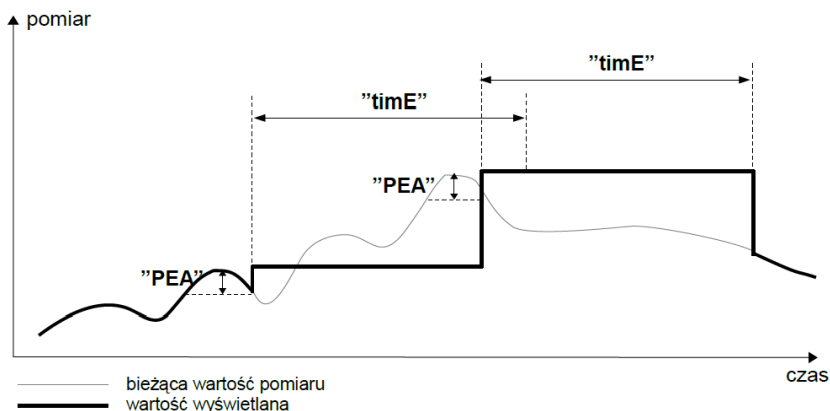 pomiar
”timE”
”timE”
”PEA”
”PEA”
czas
bieżąca wartość pomiaru
wartość wyświetlana